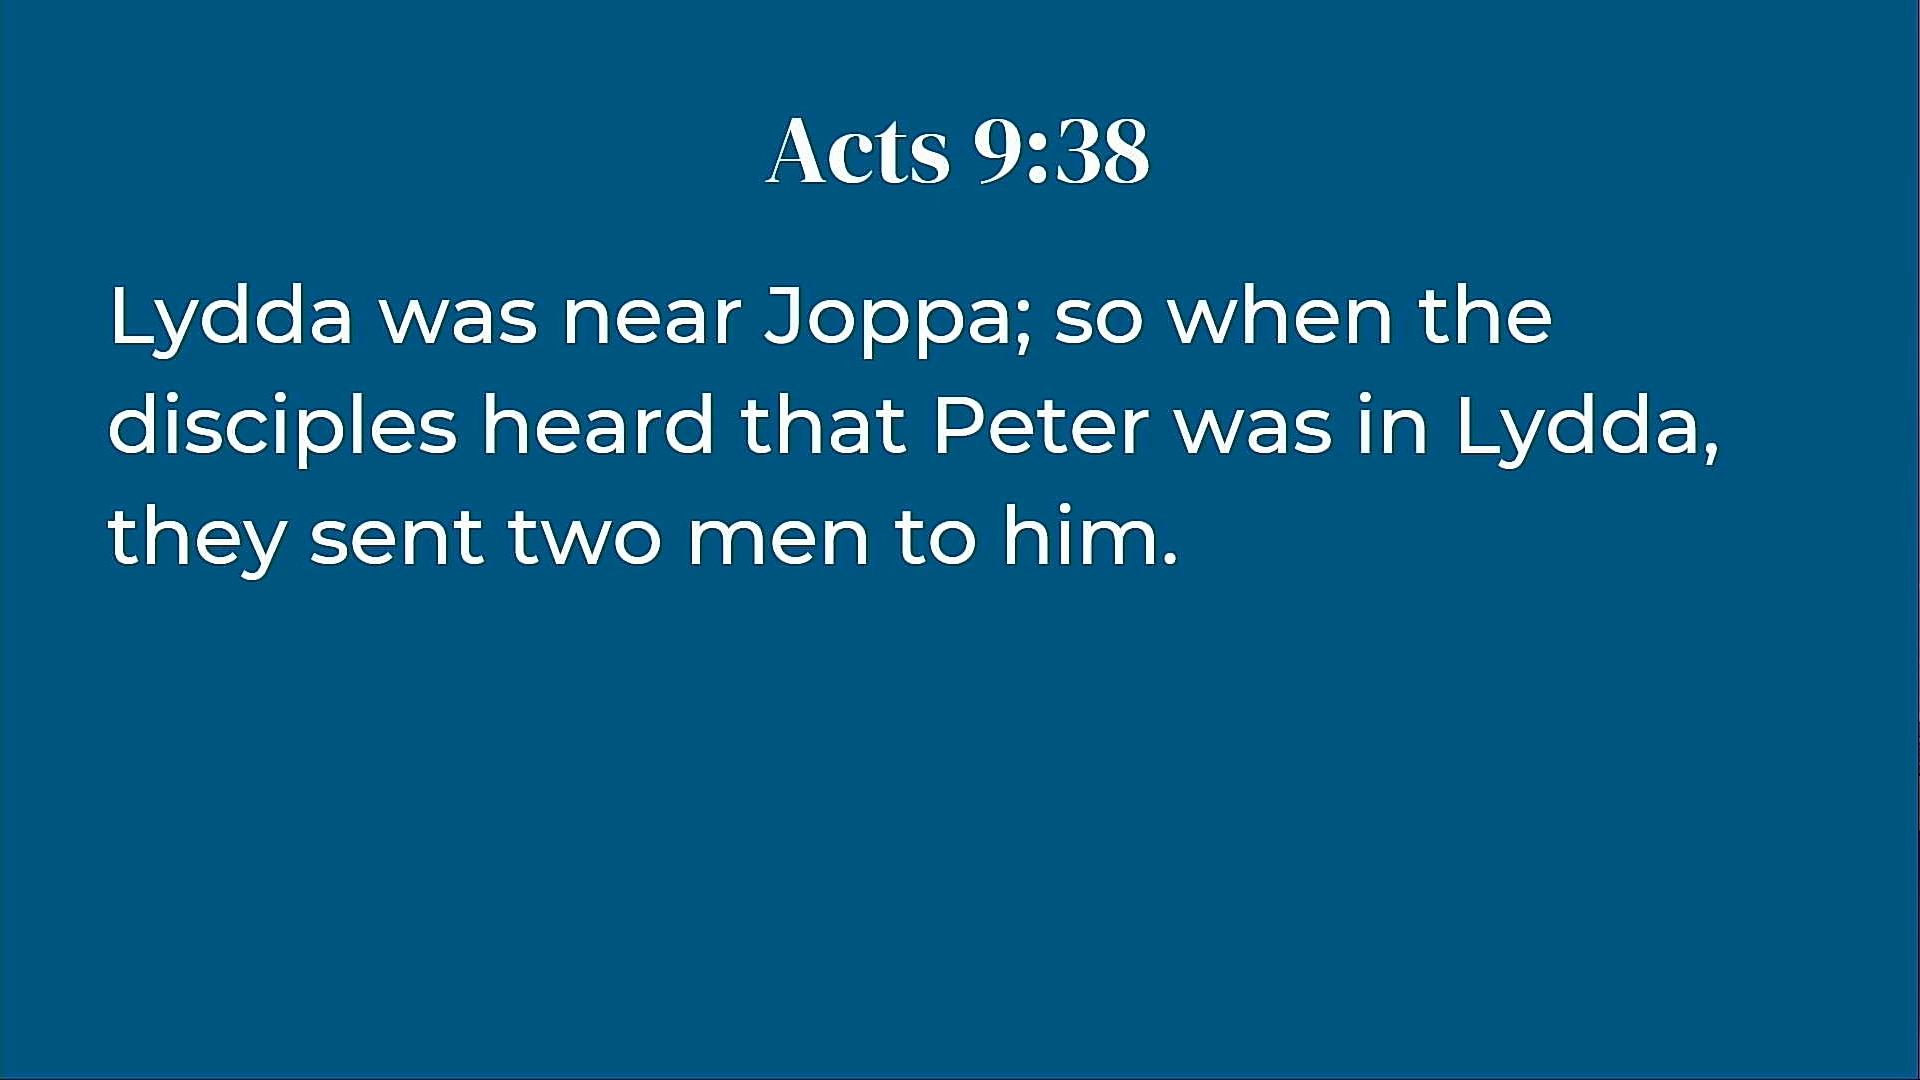 Acts 9:38
Lydda was near Joppa; so when the
disciples heard that Peter was in Lydda,
they sent two men to him.